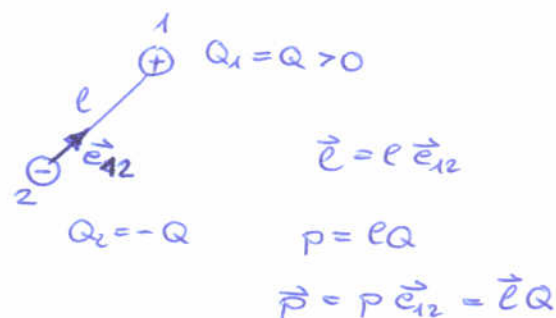 1
+ Q₁ = Q > 0
ℓ
e⃗₁₂
−
2
ℓ⃗ = ℓ e⃗₁₂
Q₂ = − Q
p = ℓQ
p⃗ = p e⃗₁₂ = ℓ⃗ Q